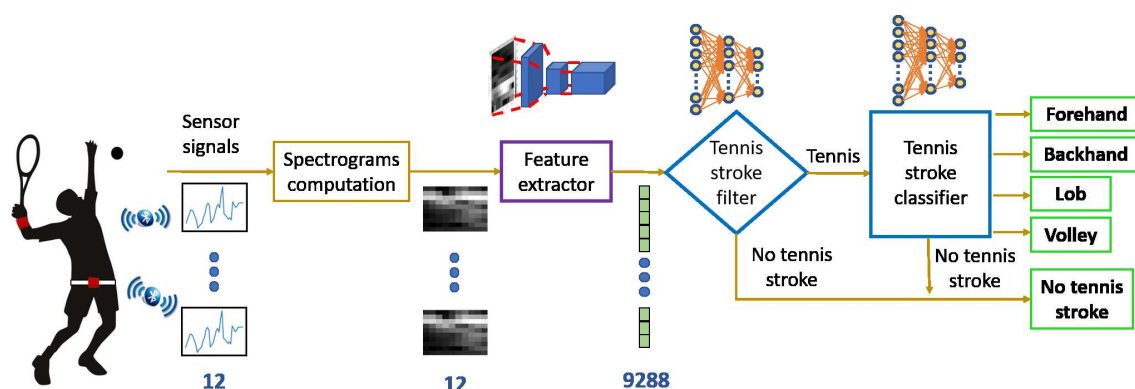 Sensor
signals
12
Spectrograms
computation
12
Feature
extractor
9288
Tennis
stroke
filter
Tennis
No tennis
stroke
Tennis
stroke
classifier
No tennis
stroke
Forehand
Backhand
Lob
Volley
No tennis
stroke